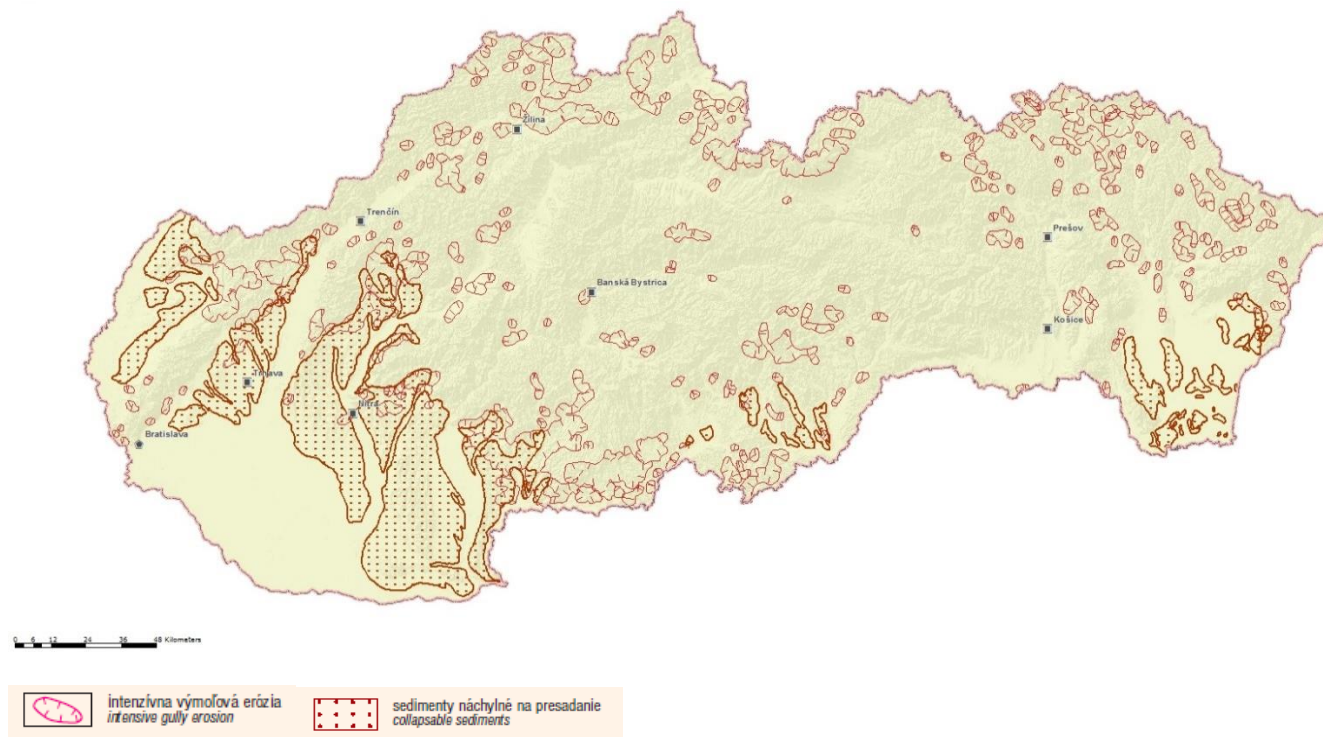 Žilina
Trenčín
Prešov
Banská Bystrica
Košice
Trnava
Nitra
Bratislava
0 6 12 24 36 48 Kilometers
intenzívna výmoľová erózia
intensive gully erosion
sedimenty náchylné na presadanie
collapsable sediments